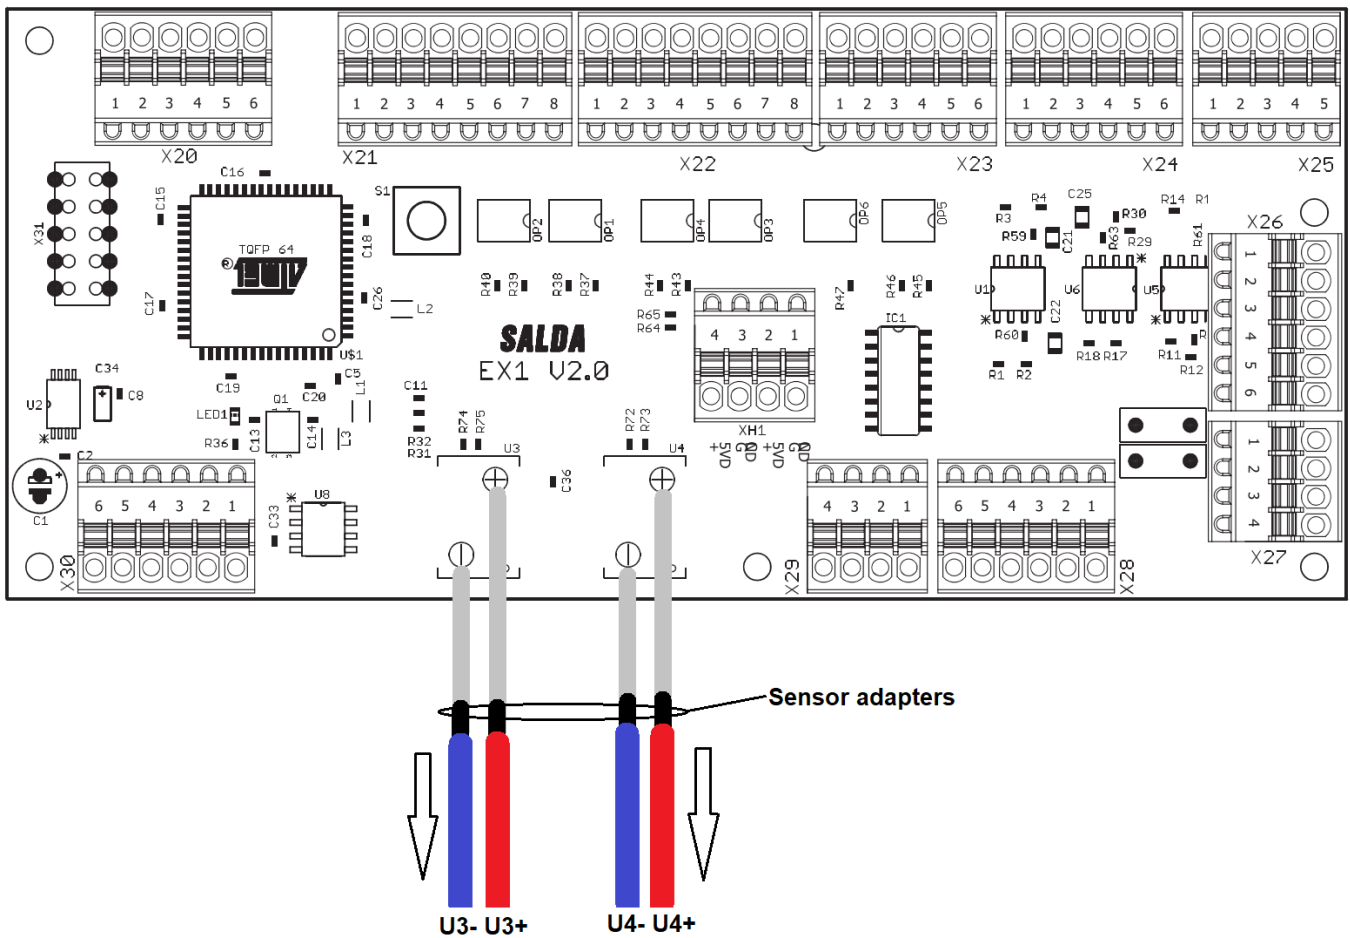 1 2 3 4 5 6
1 2 3 4 5 6 7 8
1 2 3 4 5 6 7 8
1 2 3 4 5 6
1 2 3 4 5 6
1 2 3 4 5
X20
X21
X22
X23
X24
X25
C16
X31
C15
TQFP 64
ATMEL
®
C18
C17
C26
U$1
S1
L2
OP2
OP1
OP4
OP3
OP6
OP5
R40
R39
R38
R37
R44
R43
R47
R46
R45
R65
R64
SALDA
EX1 V2.0
4 3 2 1
XH1
+
5VD
G
+
5VD
G
IC1
R3
R4
C25
R30
R14
R1
R59
C21
R63
R29
R61
U1
U6
U5
R60
C22
R18
R17
R11
R12
R1
R2
X26
1
2
3
4
5
6
1
2
3
4
X27
C34
U2
C8
C19
C5
C20
L1
LED1
Q1
R36
C13
C14
L3
C11
R32
R31
R74
R75
R72
R73
U3
U4
C2
C1
+
6 5 4 3 2 1
X30
U8
C33
C36
4 3 2 1
X29
6 5 4 3 2 1
X28
Sensor adapters
U3- U3+
U4- U4+